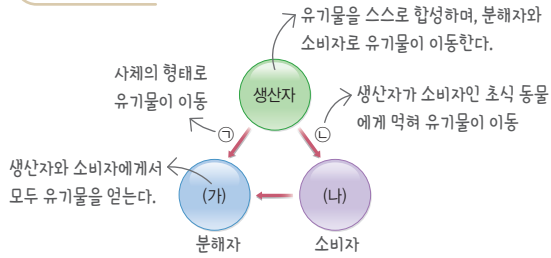 유기물을 스스로 합성하며, 분해자와
소비자로 유기물이 이동한다.
사체의 형태로
유기물이 이동
생산자
생산자가 소비자인 초식 동물
에게 먹혀 유기물이 이동
㉠
㉡
생산자와 소비자에게서
모두 유기물을 얻는다.
(가)
(나)
분해자
소비자